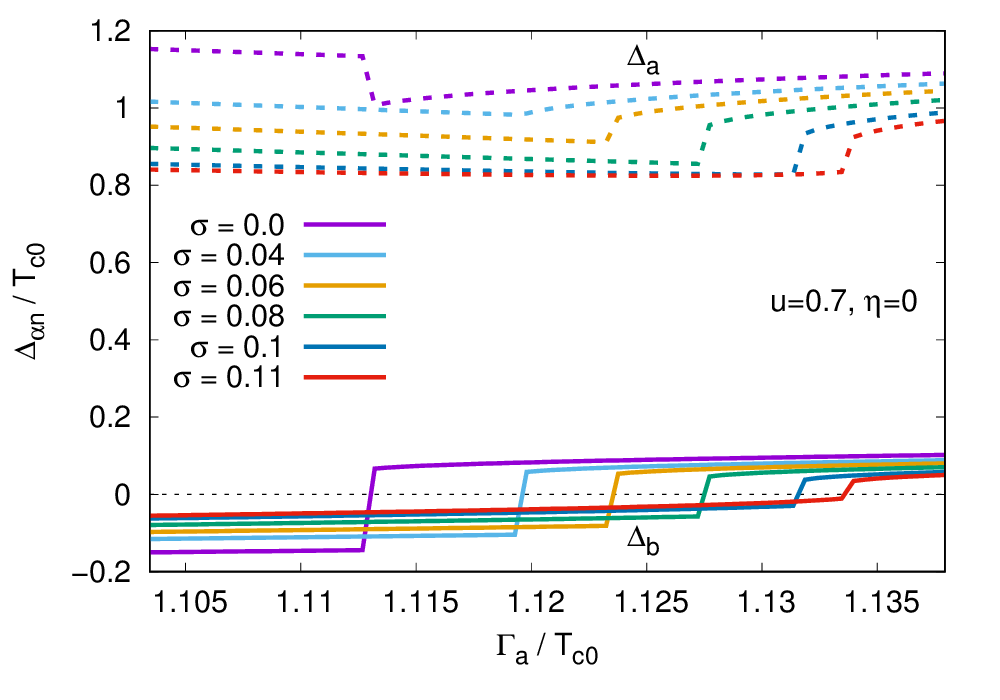 1.2
1
0.8
0.6
0.4
0.2
0
−0.2
Δαn / Tc0
Δa
σ = 0.0
σ = 0.04
σ = 0.06
σ = 0.08
σ = 0.1
σ = 0.11
u=0.7, η=0
Δb
1.105 1.11 1.115 1.12 1.125 1.13 1.135
Γa / Tc0